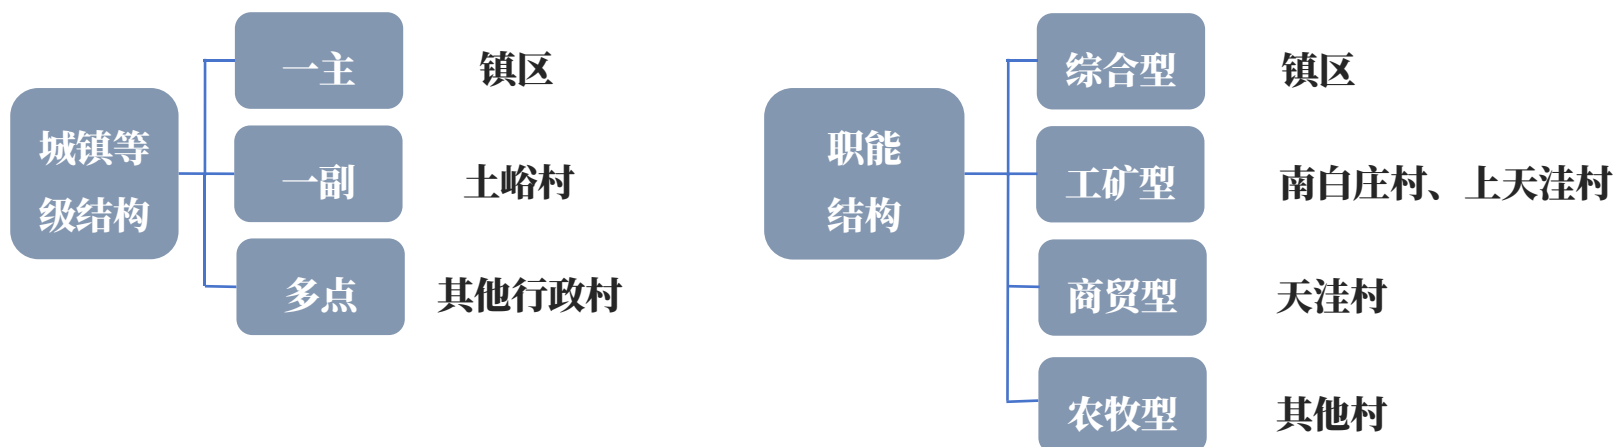 城镇等
级结构
一主
镇区
一副
土峪村
多点
其他行政村
职能
结构
综合型
镇区
工矿型
南白庄村、上天洼村
商贸型
天洼村
农牧型
其他村